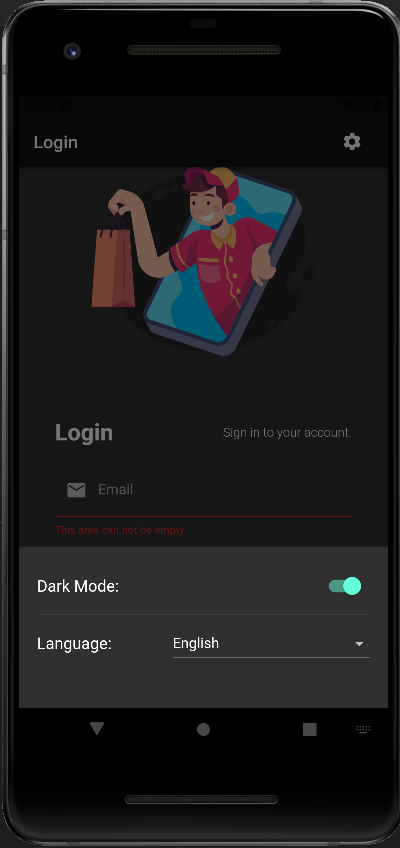 Login
Login
Sign in to your account.
Email
This area can not be empty
Dark Mode:
Language:
English